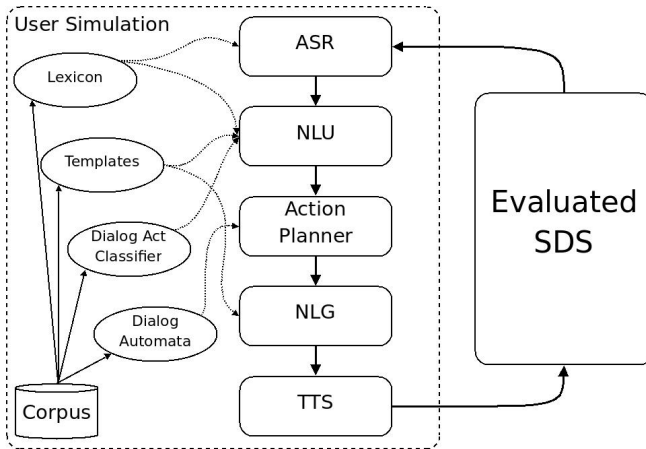 User Simulation
ASR
Lexicon
NLU
Templates
Action
Planner
Evaluated
SDS
Dialog Act
Classifier
NLG
Dialog
Automata
TTS
Corpus